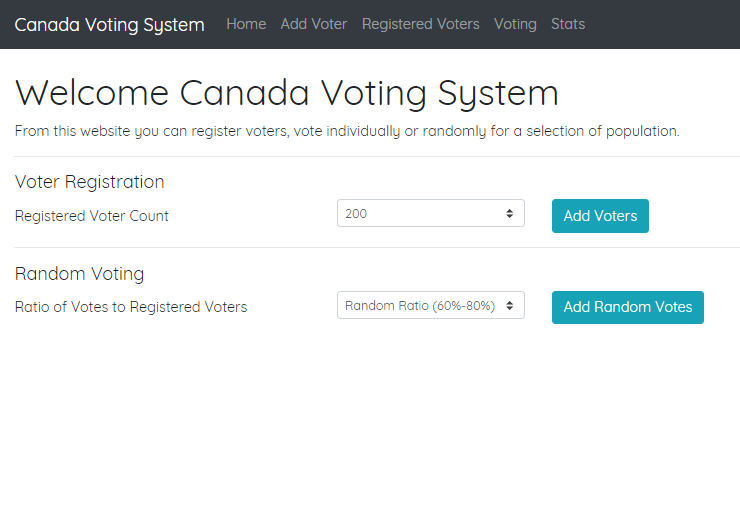 Canada Voting System Home Add Voter Registered Voters Voting Stats
Welcome Canada Voting System
From this website you can register voters, vote individually or randomly for a selection of population.
Voter Registration
Registered Voter Count 200 Add Voters
Random Voting
Ratio of Votes to Registered Voters Random Ratio (60%-80%) Add Random Votes